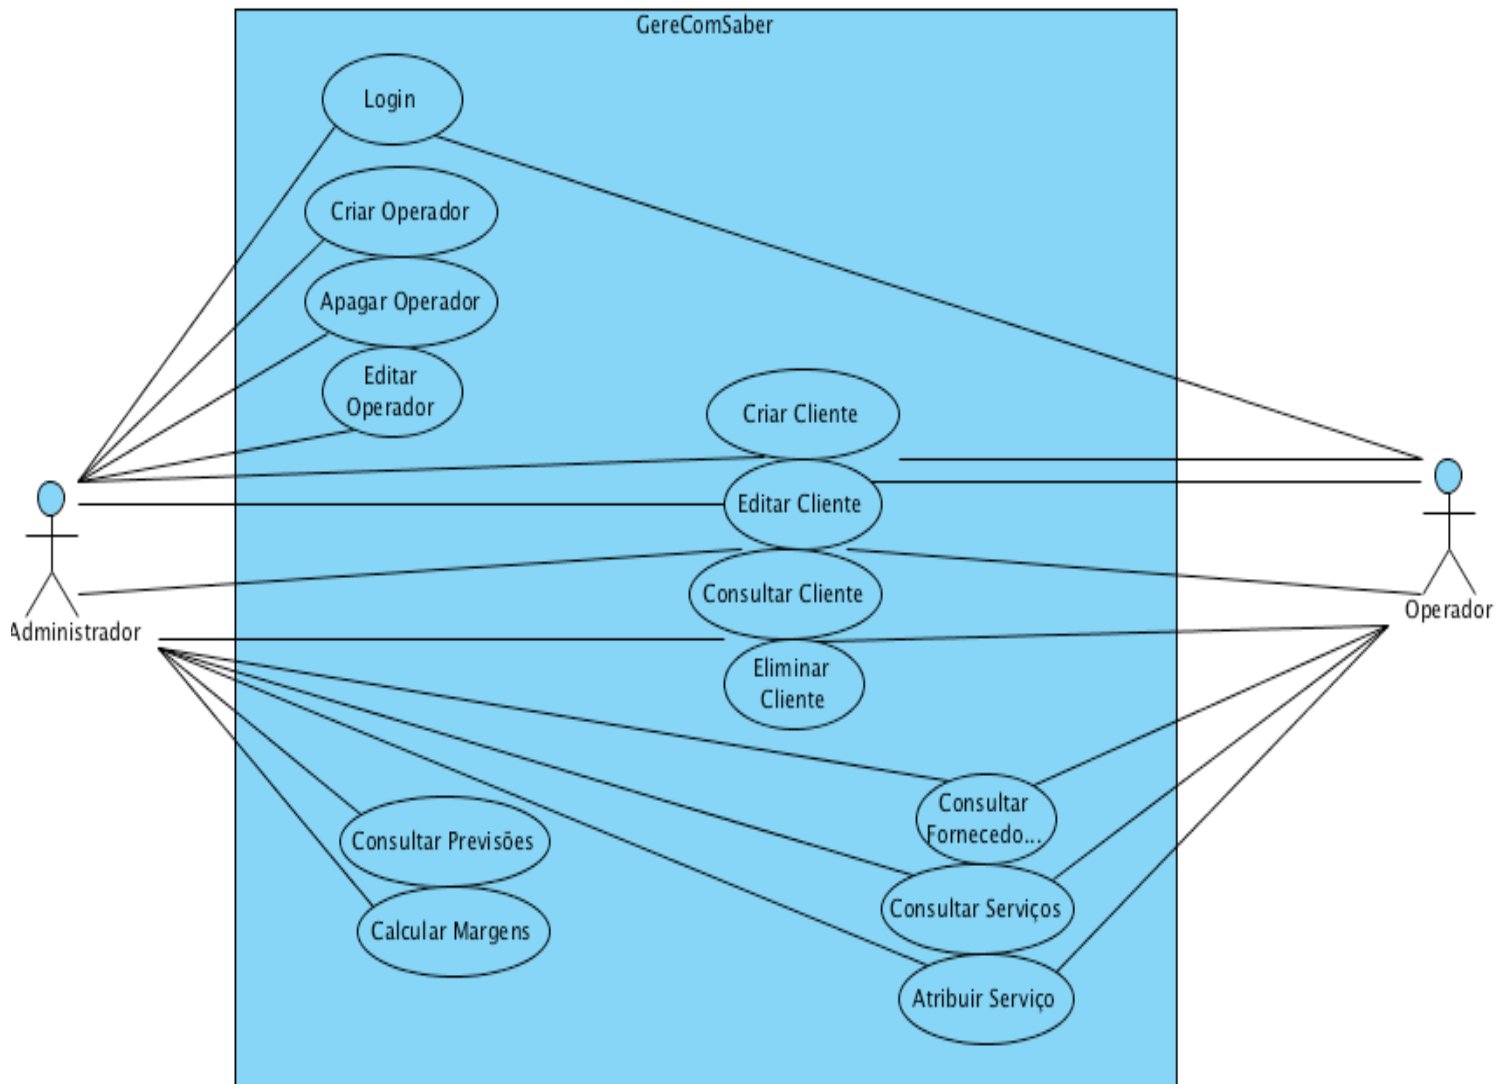 GereComSaber
Login
Criar Operador
Apagar Operador
Editar
Operador
Criar Cliente
Editar Cliente
Consultar Cliente
Eliminar
Cliente
Administrador
Operador
Consultar
Fornecedo...
Consultar Previsões
Consultar Serviços
Calcular Margens
Atribuir Serviço